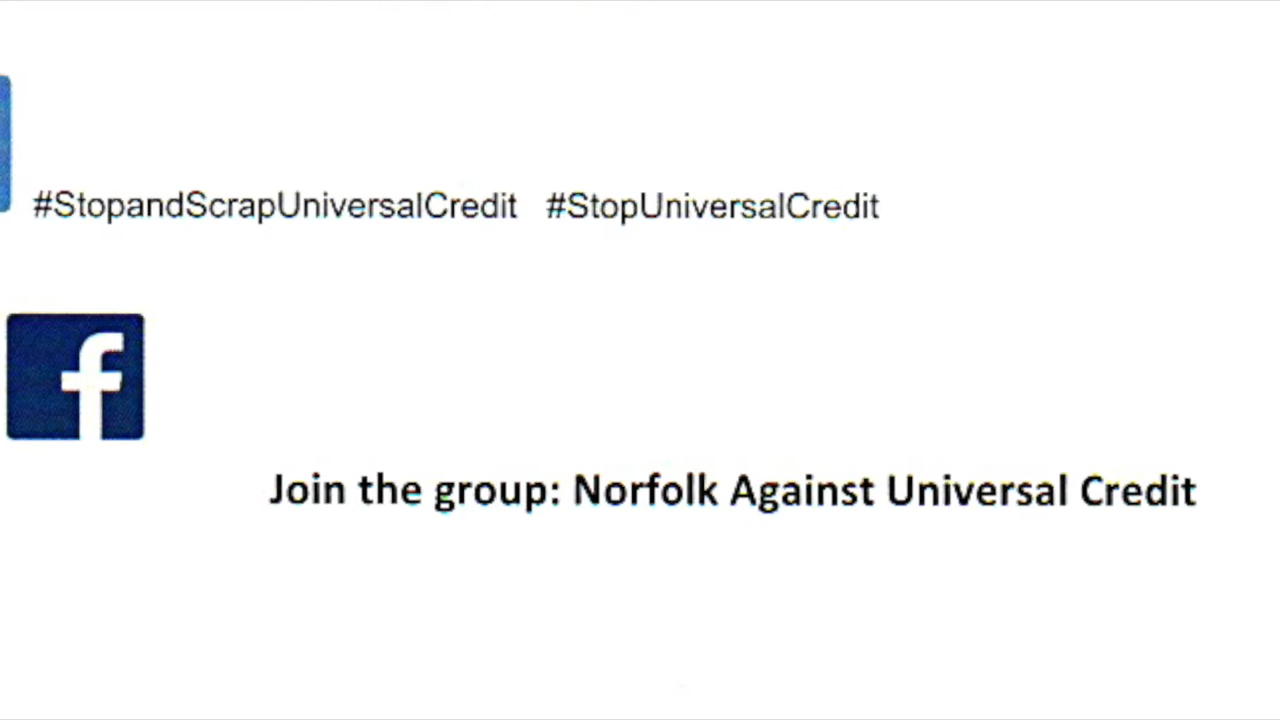 #StopandScrapUniversalCredit #StopUniversalCredit
f
Join the group: Norfolk Against Universal Credit